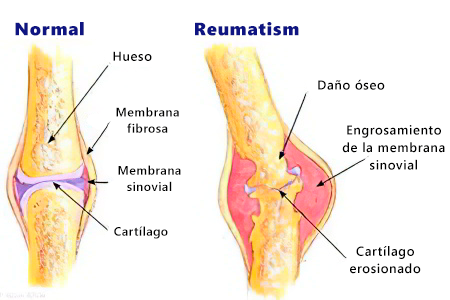 Normal
Reumatism
Hueso
Membrana
fibrosa
Membrana
sinovial
Cartílago
Daño óseo
Engrosamiento
de la membrana
sinovial
Cartílago
erosionado